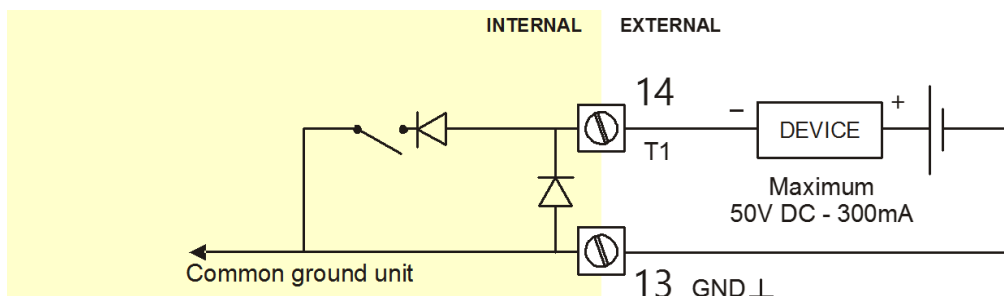 INTERNAL EXTERNAL
14
T1
– DEVICE +
Maximum
50V DC - 300mA
Common ground unit
13 GND⊥